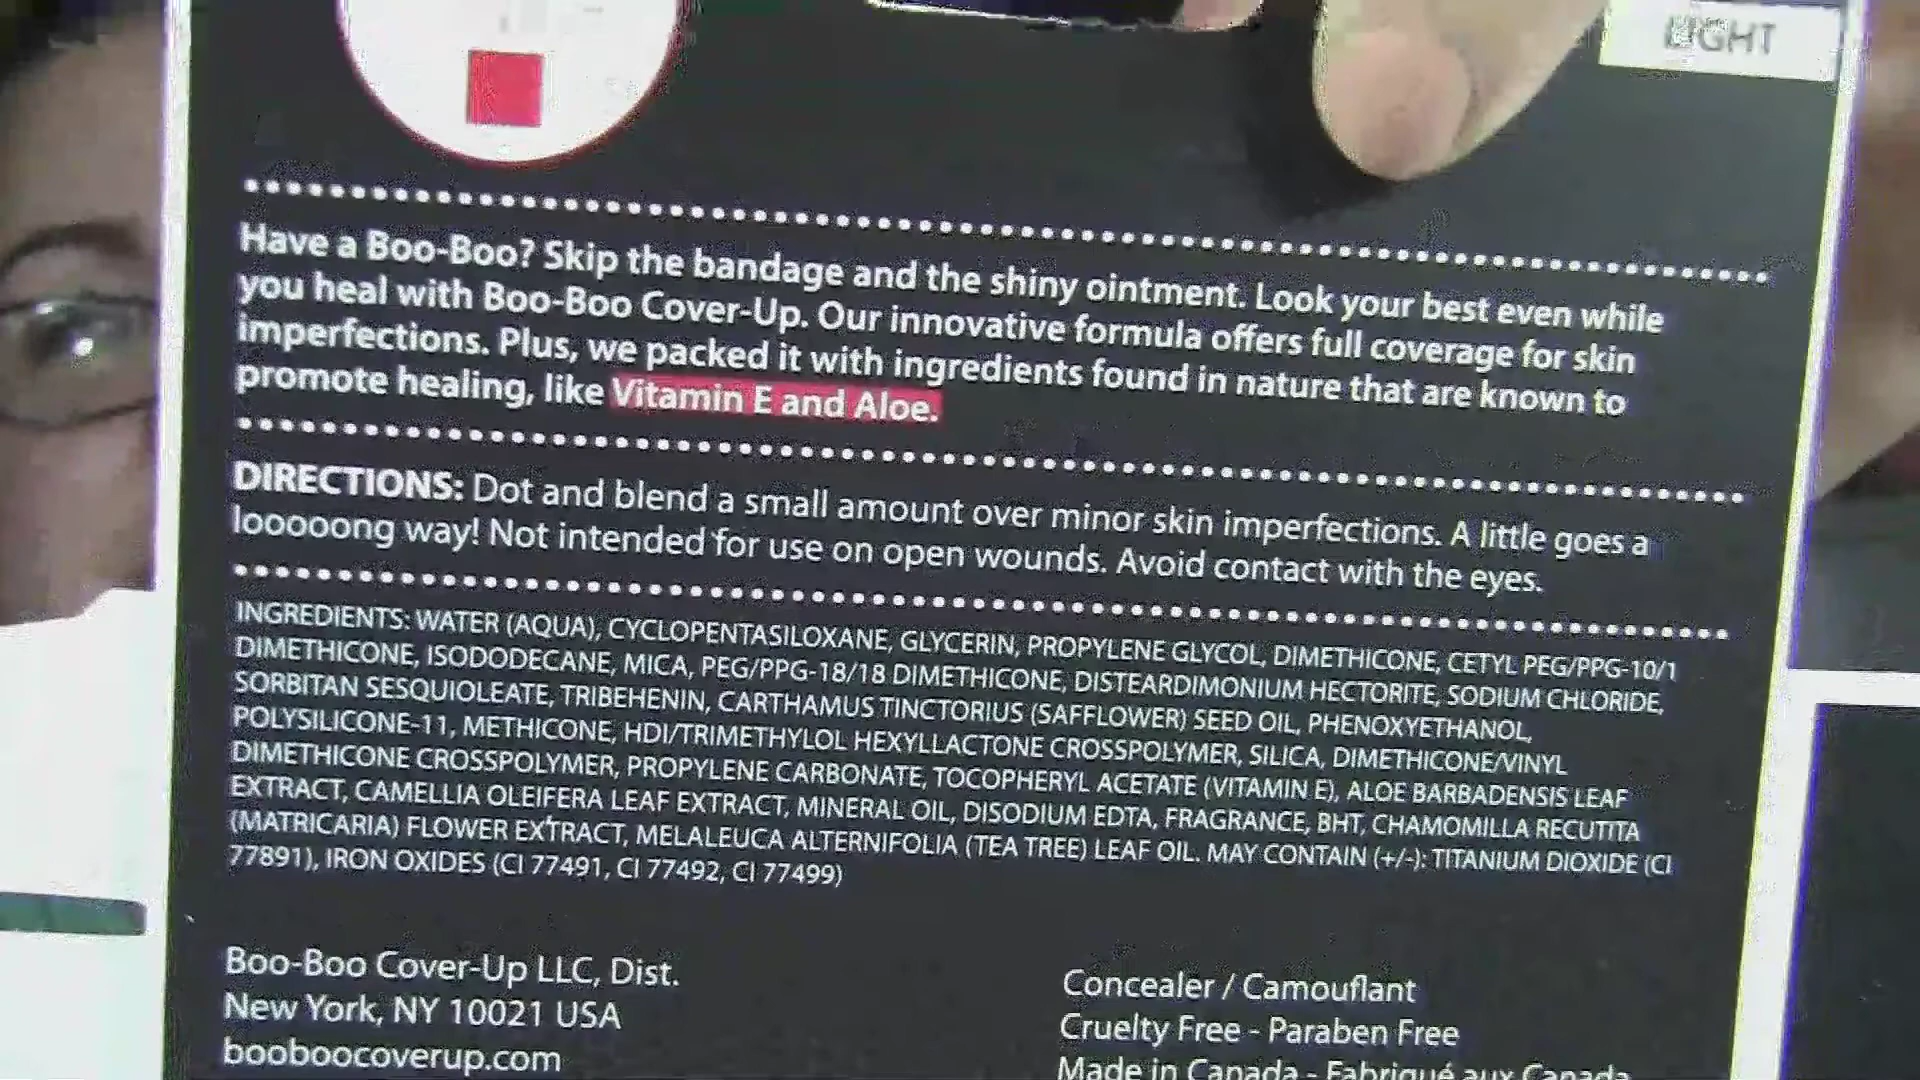 LIGHT
Have a Boo-Boo? Skip the bandage and the shiny ointment. Look your best even while
you heal with Boo-Boo Cover-Up. Our innovative formula offers full coverage for skin
imperfections. Plus, we packed it with ingredients found in nature that are known to
promote healing, like Vitamin E and Aloe.
DIRECTIONS: Dot and blend a small amount over minor skin imperfections. A little goes a
looooong way! Not intended for use on open wounds. Avoid contact with the eyes.
INGREDIENTS: WATER (AQUA), CYCLOPENTASILOXANE, GLYCERIN, PROPYLENE GLYCOL, DIMETHICONE, CETYL PEG/PPG-10/1
DIMETHICONE, ISODODECANE, MICA, PEG/PPG-18/18 DIMETHICONE, DISTEARDIMONIUM HECTORITE, SODIUM CHLORIDE,
SORBITAN SESQUIOLEATE, TRIBEHENIN, CARTHAMUS TINCTORIUS (SAFFLOWER) SEED OIL, PHENOXYETHANOL,
POLYSILICONE-11, METHICONE, HDI/TRIMETHYLOL HEXYLLACTONE CROSSPOLYMER, SILICA, DIMETHICONE/VINYL
DIMETHICONE CROSSPOLYMER, PROPYLENE CARBONATE, TOCOPHERYL ACETATE (VITAMIN E), ALOE BARBADENSIS LEAF
EXTRACT, CAMELLIA OLEIFERA LEAF EXTRACT, MINERAL OIL, DISODIUM EDTA, FRAGRANCE, BHT, CHAMOMILLA RECUTITA
(MATRICARIA) FLOWER EXTRACT, MELALEUCA ALTERNIFOLIA (TEA TREE) LEAF OIL. MAY CONTAIN (+/-): TITANIUM DIOXIDE (CI
77891), IRON OXIDES (CI 77491, CI 77492, CI 77499)
Boo-Boo Cover-Up LLC, Dist.
New York, NY 10021 USA
booboocoverup.com
Concealer / Camouflant
Cruelty Free - Paraben Free
Made in Canada - Fabriqué aux Canada